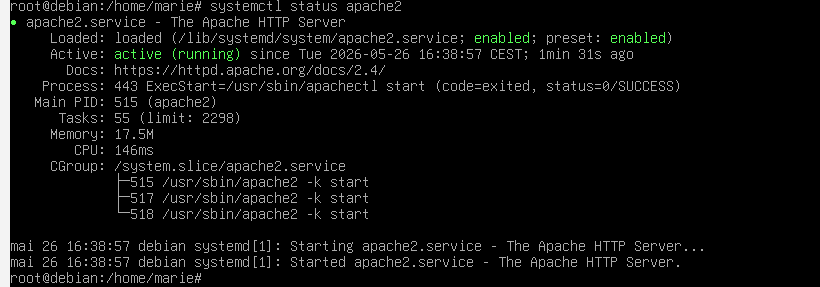 root@debian:/home/marie# systemctl status apache2
● apache2.service - The Apache HTTP Server
     Loaded: loaded (/lib/systemd/system/apache2.service; enabled; preset: enabled)
     Active: active (running) since Tue 2026-05-26 16:38:57 CEST; 1min 31s ago
       Docs: https://httpd.apache.org/docs/2.4/
    Process: 443 ExecStart=/usr/sbin/apachectl start (code=exited, status=0/SUCCESS)
   Main PID: 515 (apache2)
      Tasks: 55 (limit: 2298)
     Memory: 17.5M
        CPU: 146ms
     CGroup: /system.slice/apache2.service
             ├─515 /usr/sbin/apache2 -k start
             ├─517 /usr/sbin/apache2 -k start
             └─518 /usr/sbin/apache2 -k start

mai 26 16:38:57 debian systemd[1]: Starting apache2.service - The Apache HTTP Server...
mai 26 16:38:57 debian systemd[1]: Started apache2.service - The Apache HTTP Server.
root@debian:/home/marie#